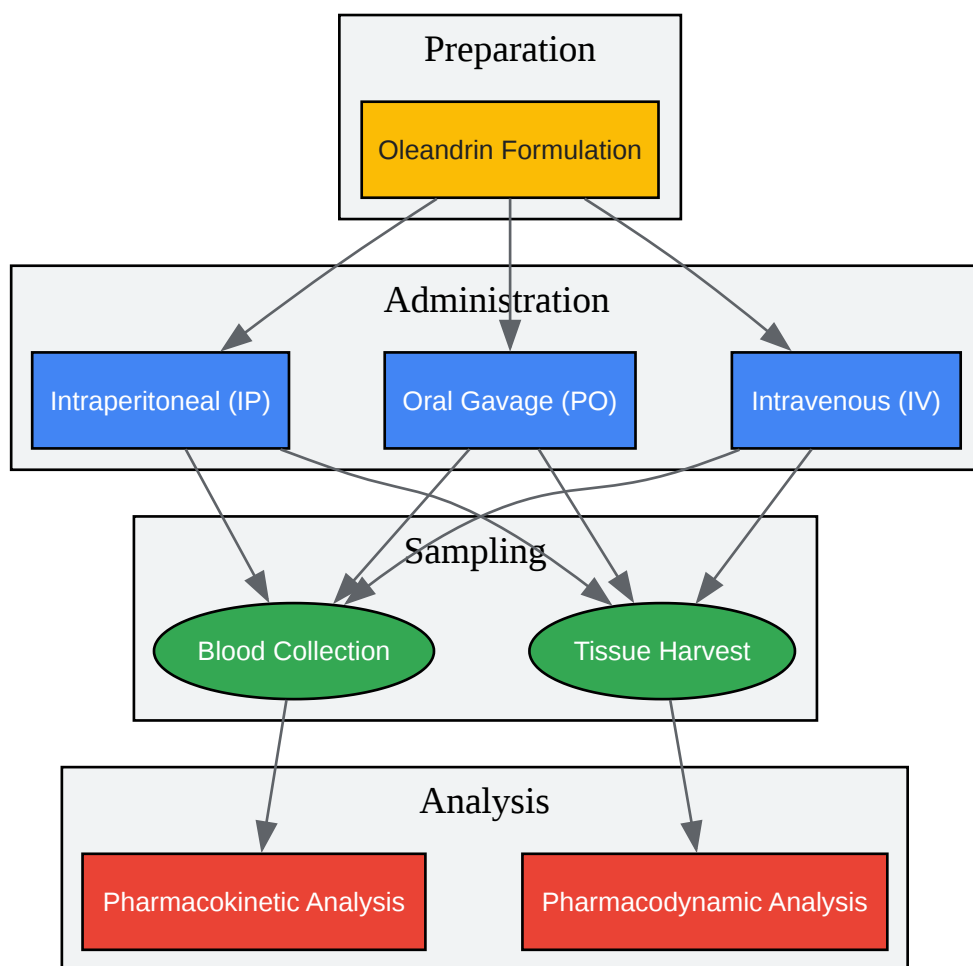 Preparation
Oleandrin Formulation
Administration
Intraperitoneal (IP)
Oral Gavage (PO)
Intravenous (IV)
Sampling
Blood Collection
Tissue Harvest
Analysis
Pharmacokinetic Analysis
Pharmacodynamic Analysis